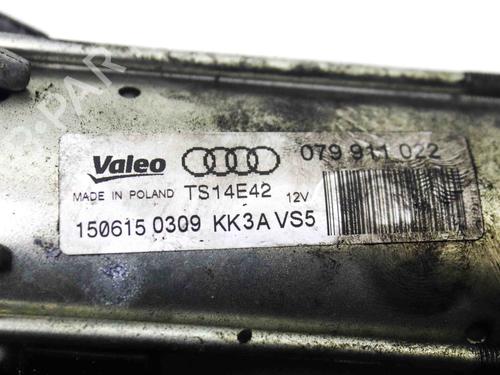 Valeo 079 911 022
MADE IN POLAND TS14E42 12V
150615 0309 KK3A VS5